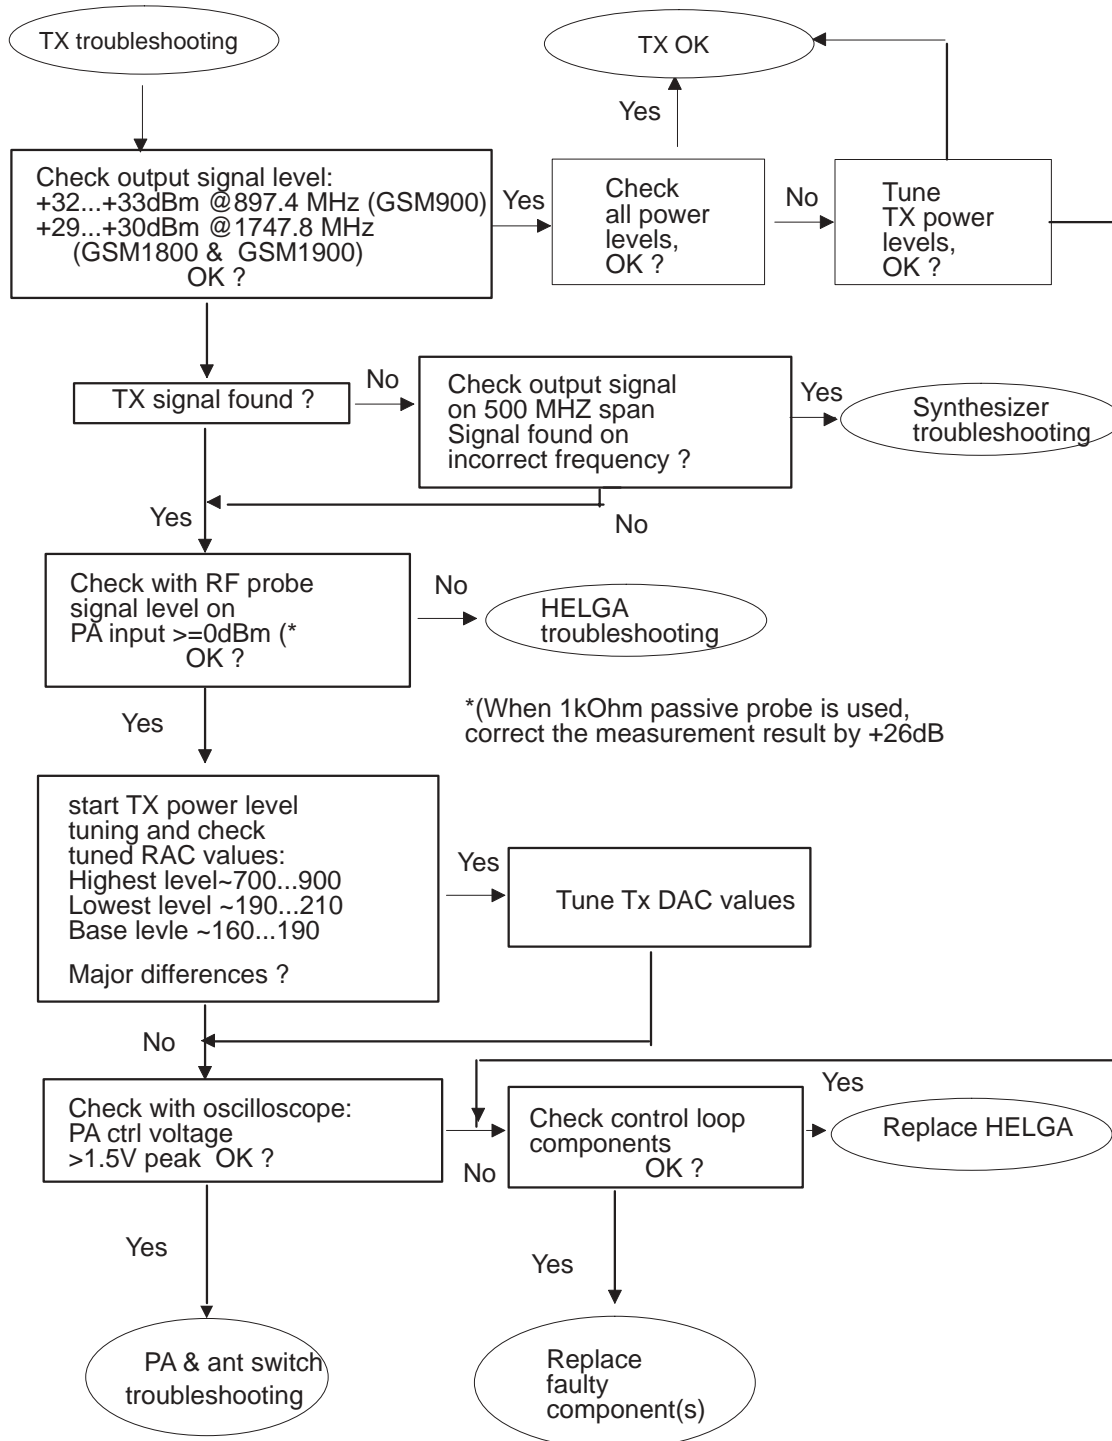 TX troubleshooting
TX OK
Yes
Check output signal level:
+32...+33dBm @897.4 MHz (GSM900)
+29...+30dBm @1747.8 MHz
(GSM1800 & GSM1900)
OK ?
Yes
Check
all power
levels,
OK ?
No
Tune
TX power
levels,
OK ?
TX signal found ?
No
Check output signal
on 500 MHZ span
Signal found on
incorrect frequency ?
Yes
Synthesizer
troubleshooting
Yes
No
Check with RF probe
signal level on
PA input >=0dBm (*
OK ?
No
HELGA
troubleshooting
Yes
*(When 1kOhm passive probe is used,
correct the measurement result by +26dB
start TX power level
tuning and check
tuned RAC values:
Highest level~700...900
Lowest level ~190...210
Base levle ~160...190
Major differences ?
Yes
Tune Tx DAC values
No
Check with oscilloscope:
PA ctrl voltage
>1.5V peak OK ?
No
Check control loop
components
OK ?
Yes
Replace HELGA
Yes
Yes
PA & ant switch
troubleshooting
Replace
faulty
component(s)